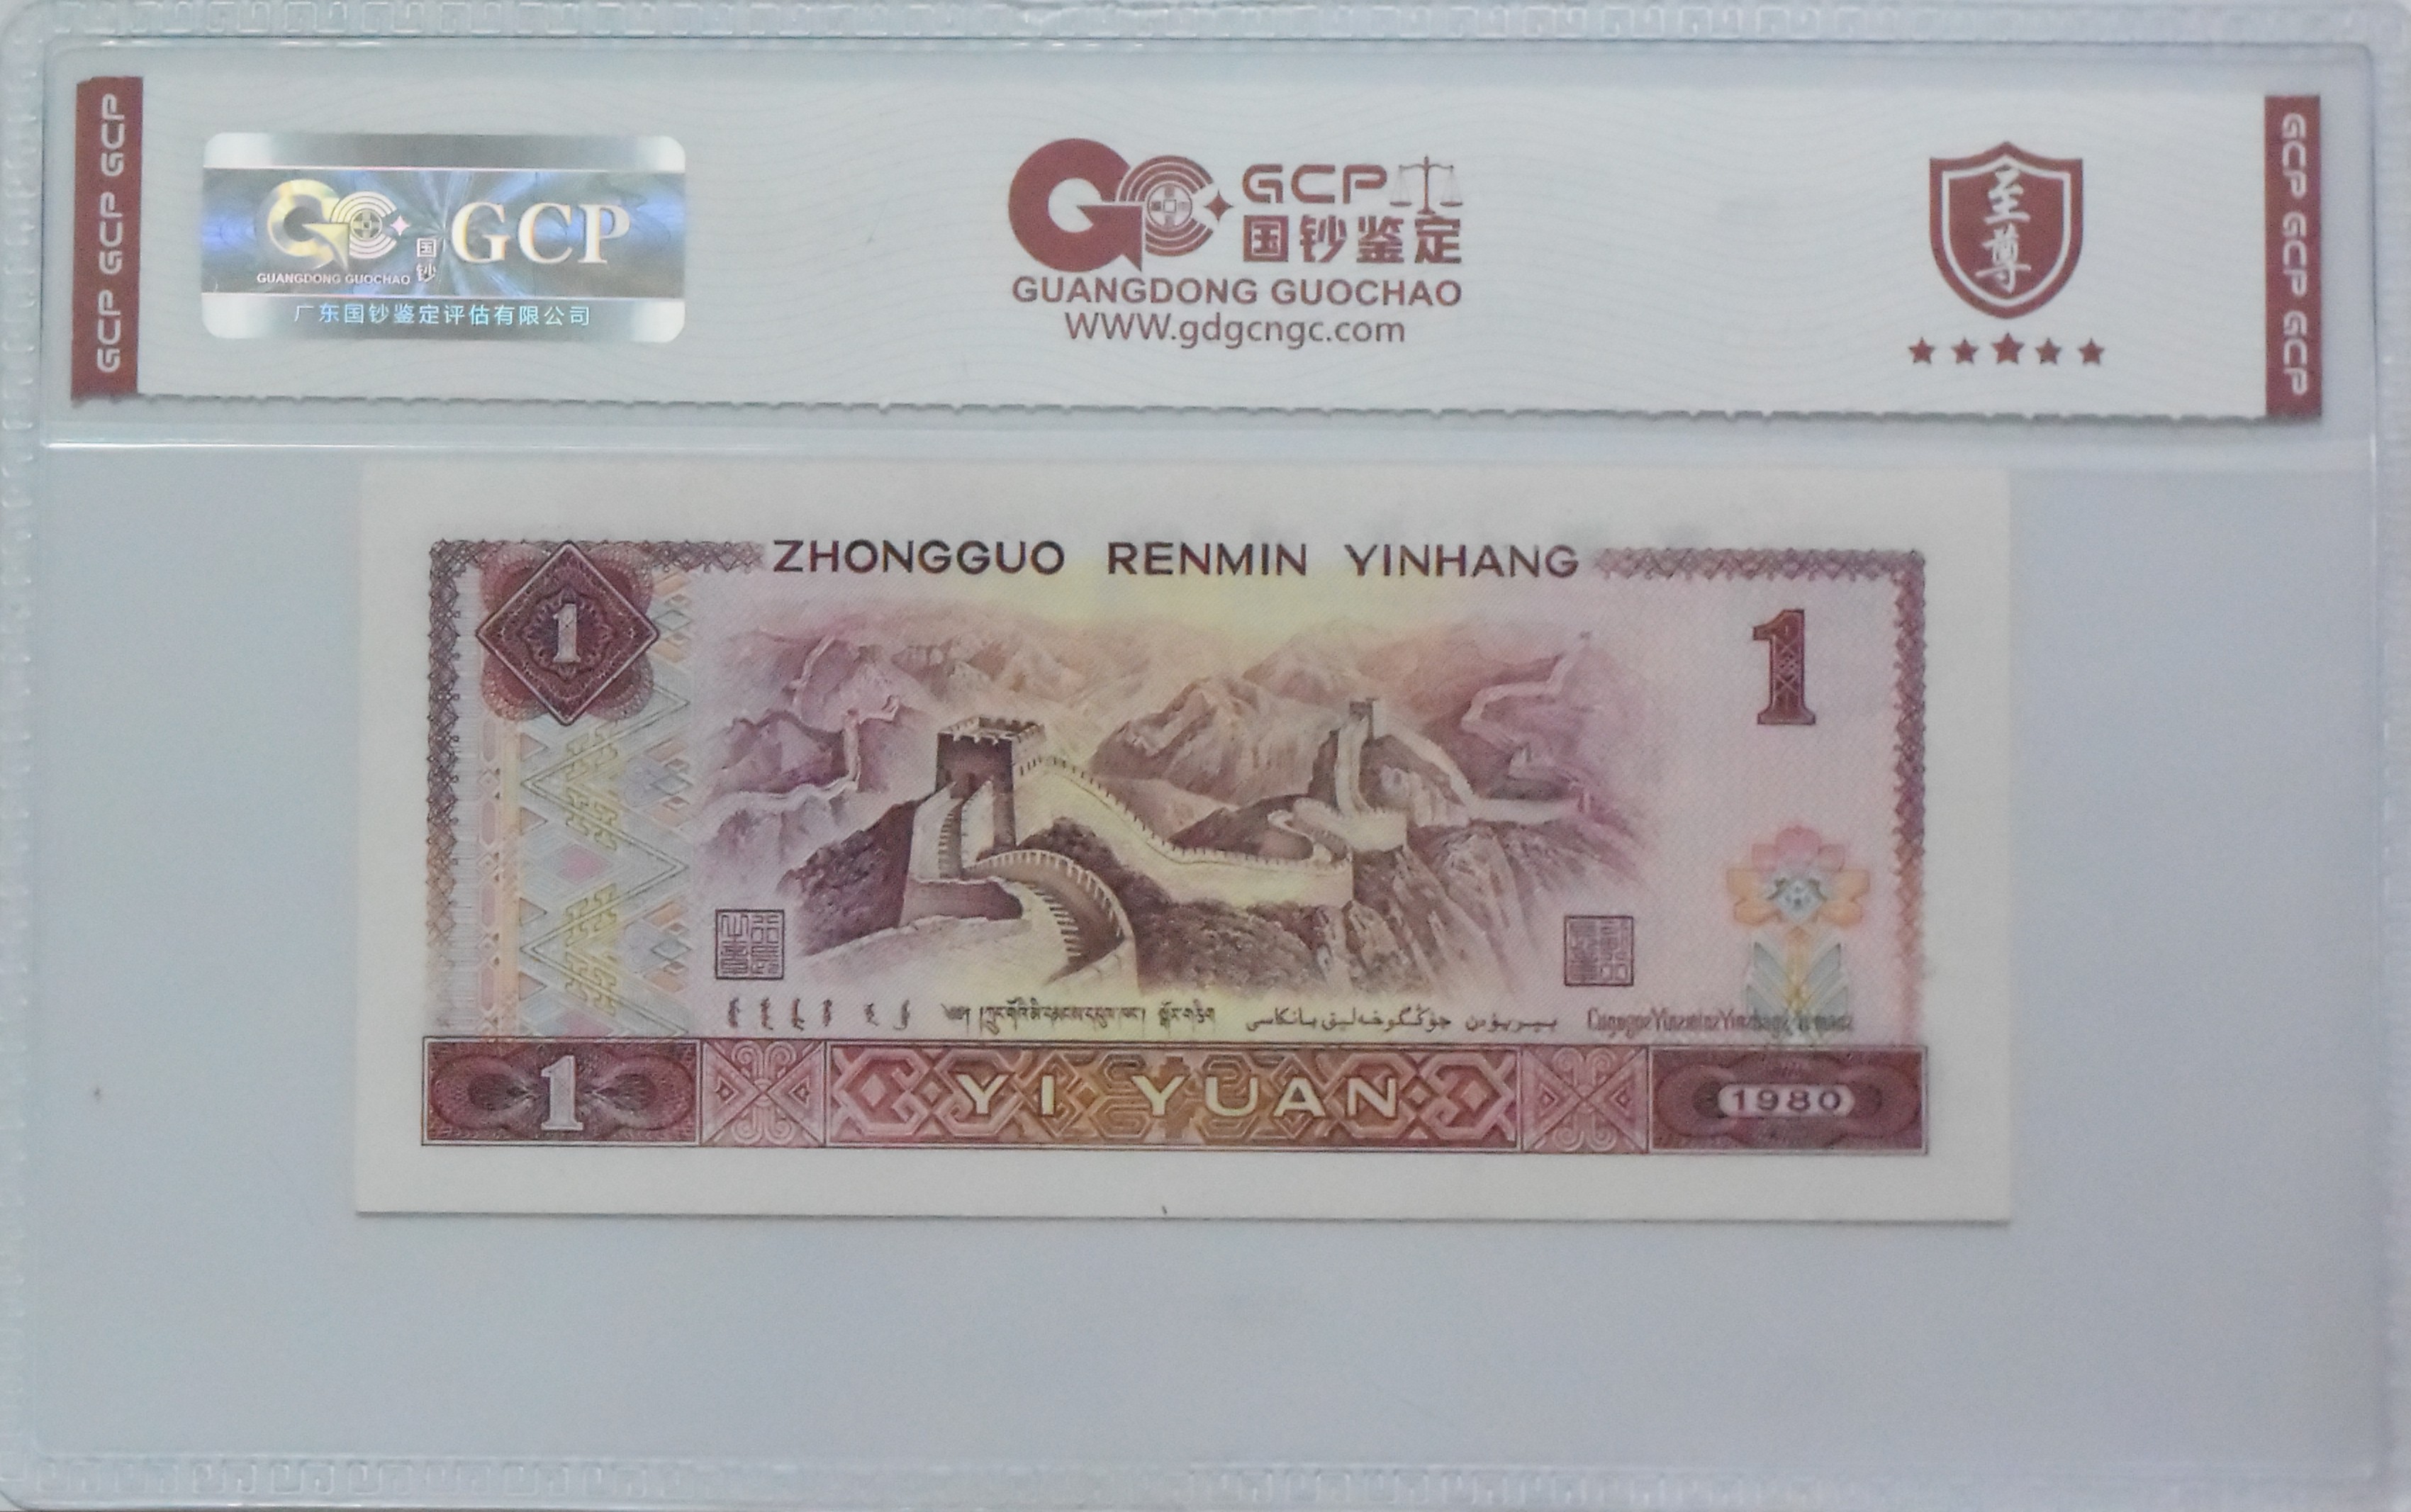 GCP GCP GCP
国钞
GCP
GUANGDONG GUOCHAO
广东国钞鉴定评估有限公司
GCP
国钞鉴定
GUANGDONG GUOCHAO
WWW.gdgcngc.com
至尊
GCP GCP GCP
ZHONGGUO RENMIN YINHANG
1
1
1
YI YUAN
1980